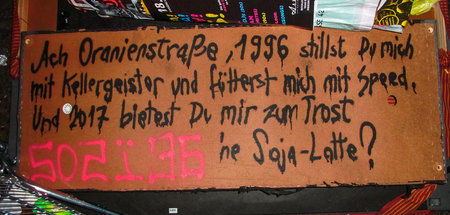 Ach Oranienstraße, 1996 stillst Du mich
mit Kellergeister und fütterst mich mit Speed.
Und 2017 bietest Du mir zum Trost
SO2i36 'ne Soja-Latte?